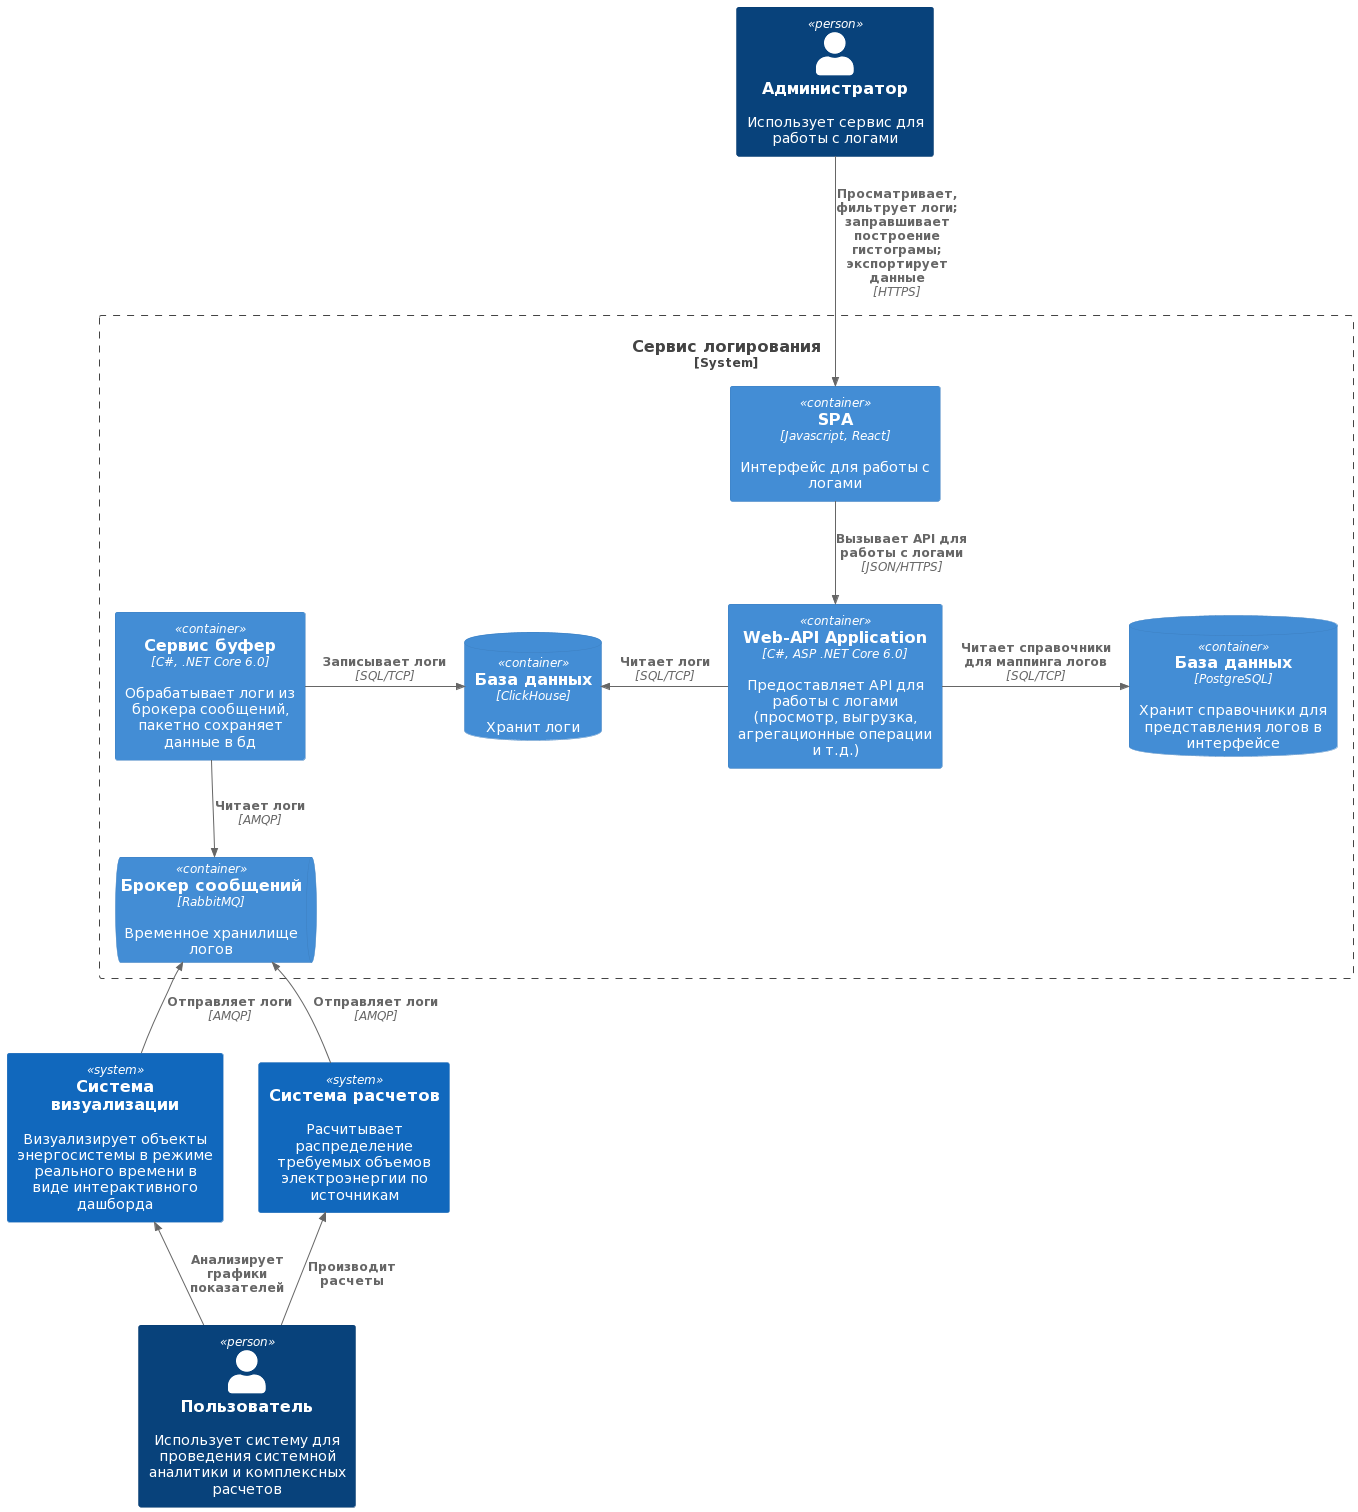 «person»
Администратор
Использует сервис для
работы с логами
Просматривает,
фильтрует логи;
заправшивает
построение
гистограмы;
экспортирует
данные
[HTTPS]
Сервис логирования
[System]
«container»
SPA
[Javascript, React]
Интерфейс для работы с
логами
Вызывает API для
работы с логами
[JSON/HTTPS]
«container»
Сервис буфер
[C#, .NET Core 6.0]
Обрабатывает логи из
брокера сообщений,
пакетно сохраняет
данные в бд
Записывает логи
[SQL/TCP]
«container»
База данных
[ClickHouse]
Хранит логи
Читает логи
[SQL/TCP]
«container»
Web-API Application
[C#, ASP .NET Core 6.0]
Предоставляет API для
работы с логами
(просмотр, выгрузка,
агрегационные операции
и т.д.)
Читает справочники
для маппинга логов
[SQL/TCP]
«container»
База данных
[PostgreSQL]
Хранит справочники для
представления логов в
интерфейсе
Читает логи
[AMQP]
«container»
Брокер сообщений
[RabbitMQ]
Временное хранилище
логов
Отправляет логи
[AMQP]
Отправляет логи
[AMQP]
«system»
Система
визуализации
Визуализирует объекты
энергосистемы в режиме
реального времени в
виде интерактивного
дашборда
«system»
Система расчетов
Расчитывает
распределение
требуемых объемов
электроэнергии по
источникам
Анализирует
графики
показателей
Производит
расчеты
«person»
Пользователь
Использует систему для
проведения системной
аналитики и комплексных
расчетов